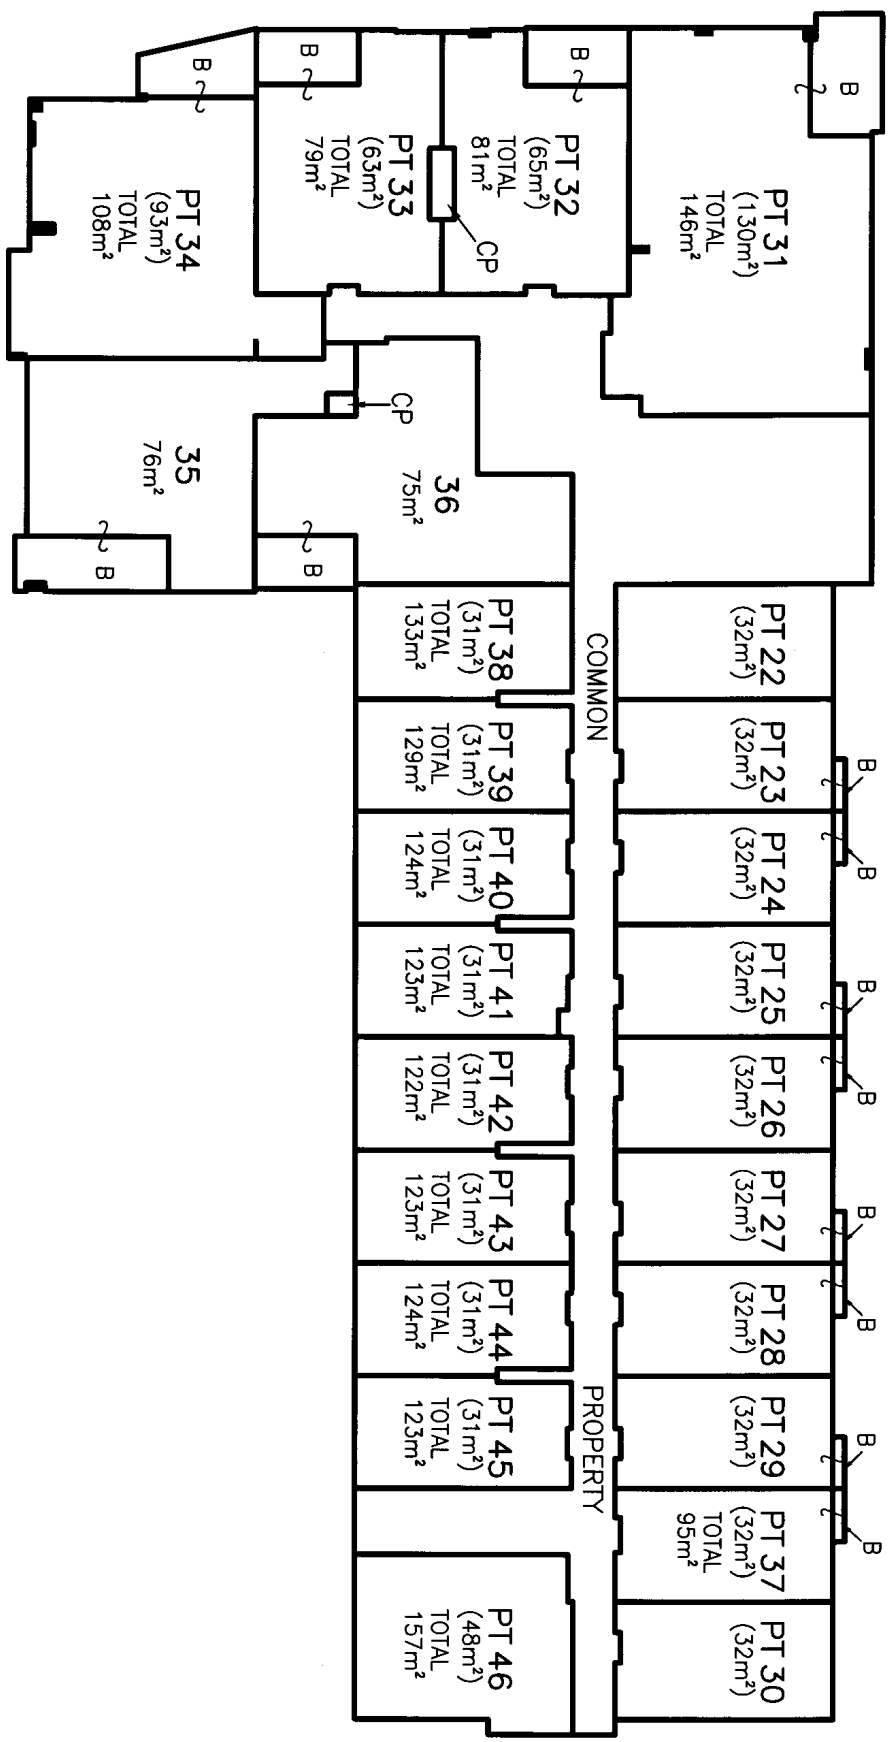 B
B
B
B
PT 31
(130m²)
TOTAL
146m²
PT 32
(65m²)
TOTAL
81m²
PT 33
(63m²)
TOTAL
79m²
PT 34
(93m²)
TOTAL
108m²
CP
CP
35
76m²
36
75m²
B
B
COMMON
PROPERTY
PT 22
(32m²)
PT 23
(32m²)
PT 24
(32m²)
PT 25
(32m²)
PT 26
(32m²)
PT 27
(32m²)
PT 28
(32m²)
PT 29
(32m²)
PT 37
(32m²)
TOTAL
95m²
PT 30
(32m²)
B
B
B
B
B
B
B
B
PT 38
(31m²)
TOTAL
133m²
PT 39
(31m²)
TOTAL
129m²
PT 40
(31m²)
TOTAL
124m²
PT 41
(31m²)
TOTAL
123m²
PT 42
(31m²)
TOTAL
122m²
PT 43
(31m²)
TOTAL
123m²
PT 44
(31m²)
TOTAL
124m²
PT 45
(31m²)
TOTAL
123m²
PT 46
(48m²)
TOTAL
157m²